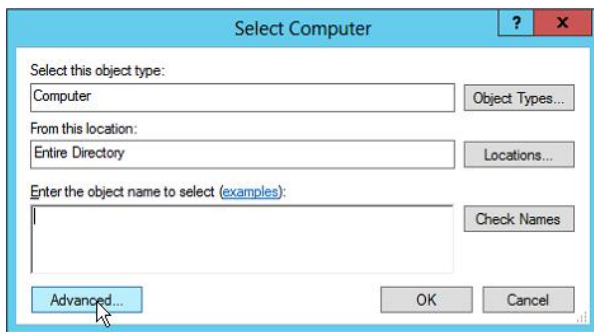 Select Computer
? x
Select this object type:
Computer
Object Types...
From this location:
Entire Directory
Locations...
Enter the object name to select (examples):
Check Names
Advanced...
OK
Cancel